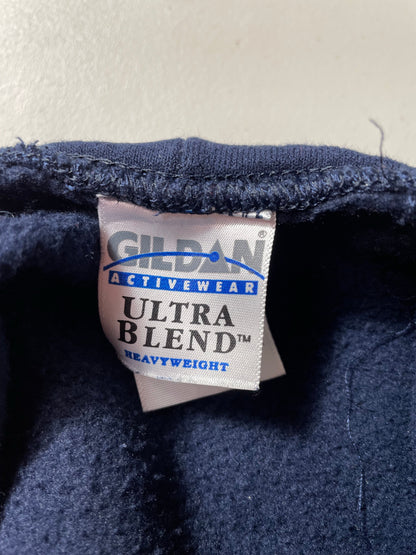 GILDAN®
ACTIVEWEAR
ULTRA
BLEND™
HEAVYWEIGHT